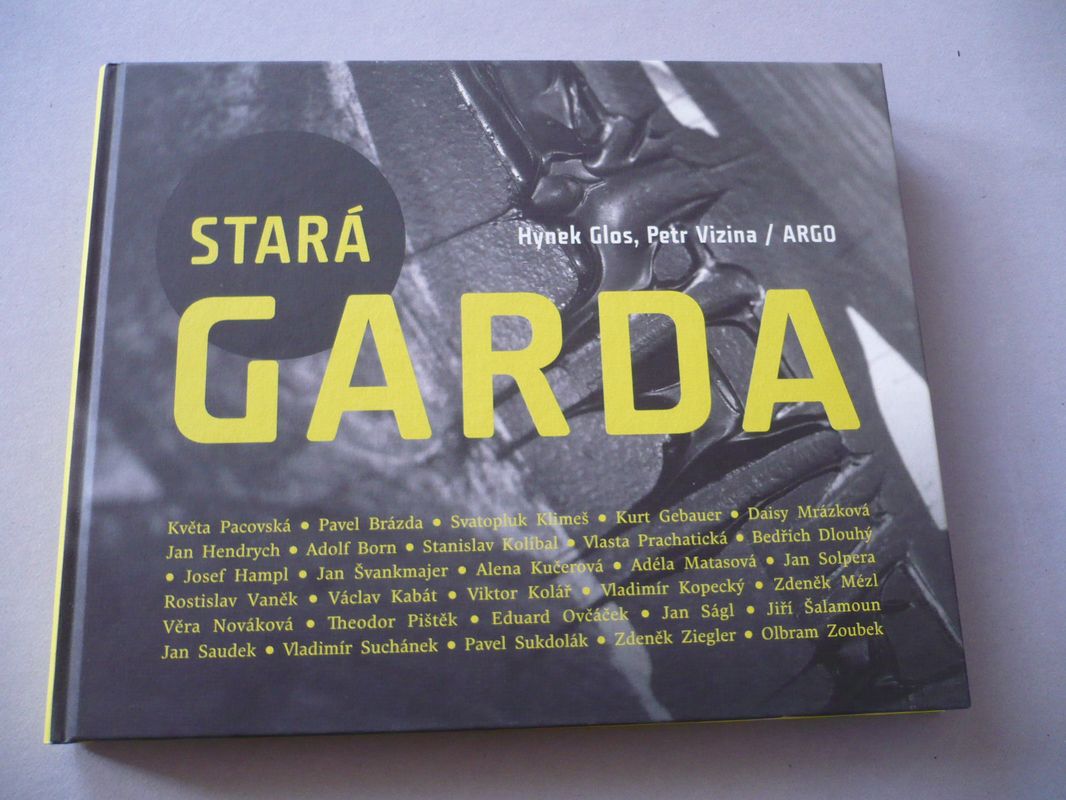 STARÁ
Hynek Glos, Petr Vizina / ARGO
GARDA
Květa Pacovská • Pavel Brázda • Svatopluk Klimeš • Kurt Gebauer • Daisy Mrázková
Jan Hendrych • Adolf Born • Stanislav Kolíbal • Vlasta Prachatická • Bedřich Dlouhý
• Josef Hampl • Jan Švankmajer • Alena Kučerová • Adéla Matasová • Jan Solpera
Rostislav Vaněk • Václav Kabát • Viktor Kolář • Vladimír Kopecký • Zdeněk Mézl
Věra Nováková • Theodor Pištěk • Eduard Ovčáček • Jan Ságl • Jiří Šalamoun
Jan Saudek • Vladimír Suchánek • Pavel Sukdolák • Zdeněk Ziegler • Olbram Zoubek